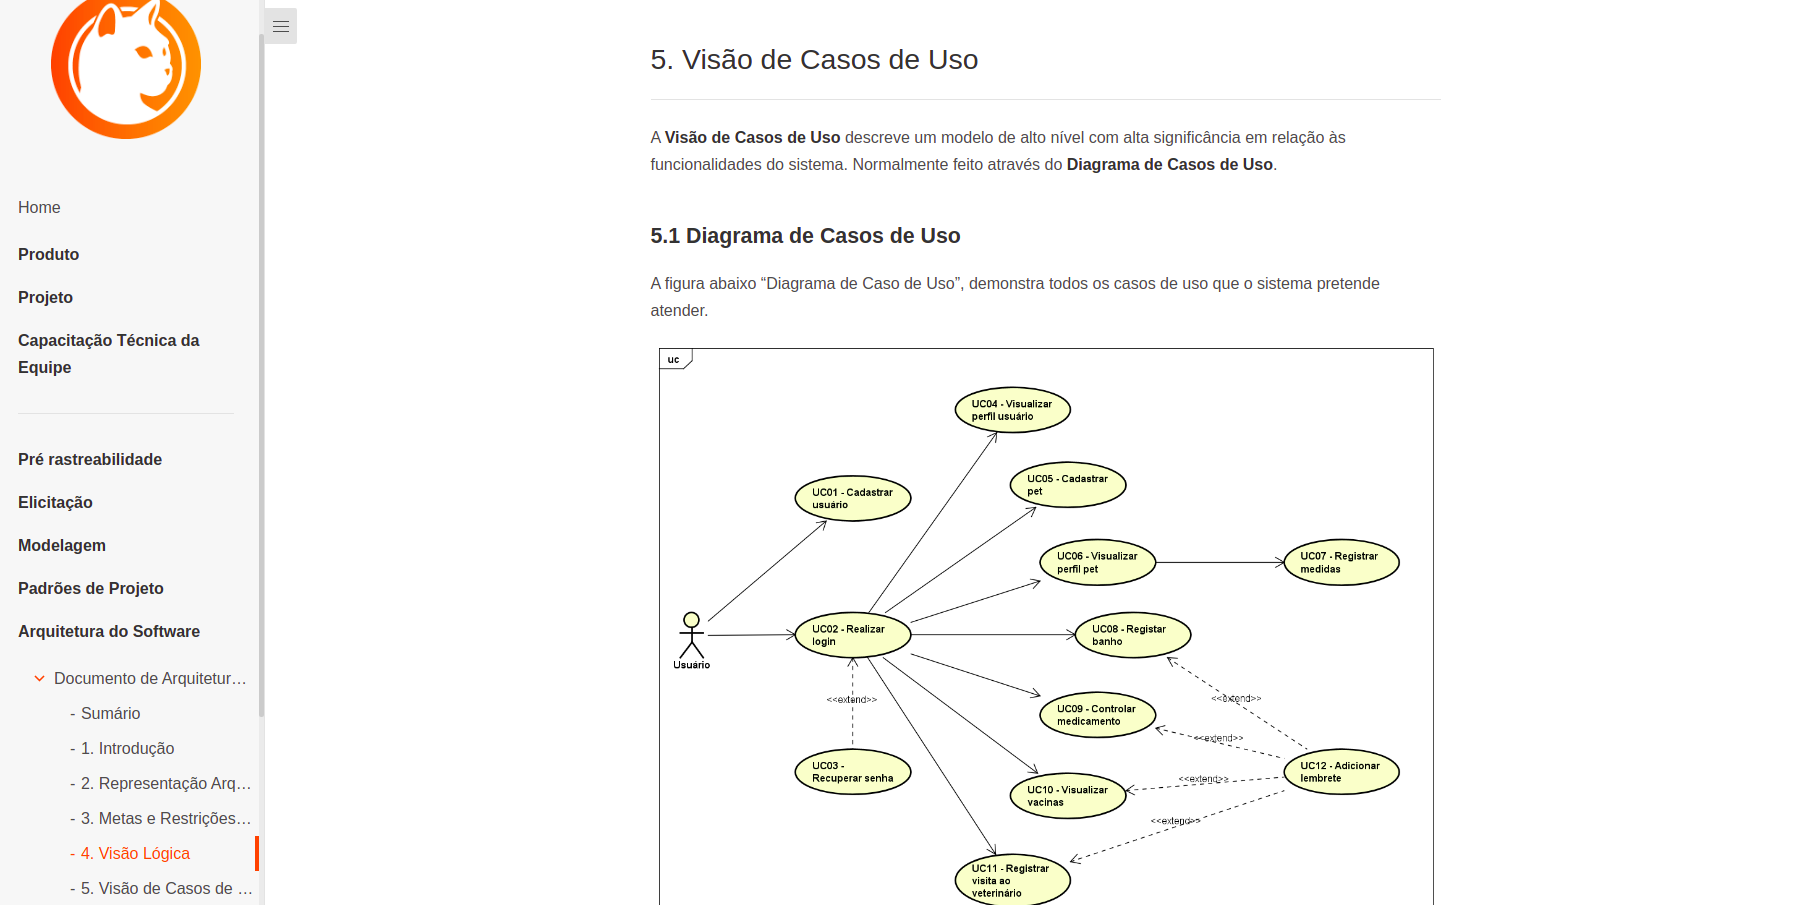 Home
Produto
Projeto
Capacitação Técnica da
Equipe
Pré rastreabilidade
Elicitação
Modelagem
Padrões de Projeto
Arquitetura do Software
Documento de Arquitetur…
- Sumário
- 1. Introdução
- 2. Representação Arq…
- 3. Metas e Restrições…
- 4. Visão Lógica
- 5. Visão de Casos de …
5. Visão de Casos de Uso
A Visão de Casos de Uso descreve um modelo de alto nível com alta significância em relação às
funcionalidades do sistema. Normalmente feito através do Diagrama de Casos de Uso.
5.1 Diagrama de Casos de Uso
A figura abaixo “Diagrama de Caso de Uso”, demonstra todos os casos de uso que o sistema pretende
atender.
uc
UC04 - Visualizar
perfil usuário
UC05 - Cadastrar
pet
UC01 - Cadastrar
usuário
UC06 - Visualizar
perfil pet
UC07 - Registrar
medidas
Usuário
UC02 - Realizar
login
UC08 - Registar
banho
<<extend>>
<<extend>>
UC09 - Controlar
medicamento
<<extend>>
UC03 -
Recuperar senha
UC12 - Adicionar
lembrete
<<extend>>
UC10 - Visualizar
vacinas
<<extend>>
UC11 - Registrar
visita ao
veterinário